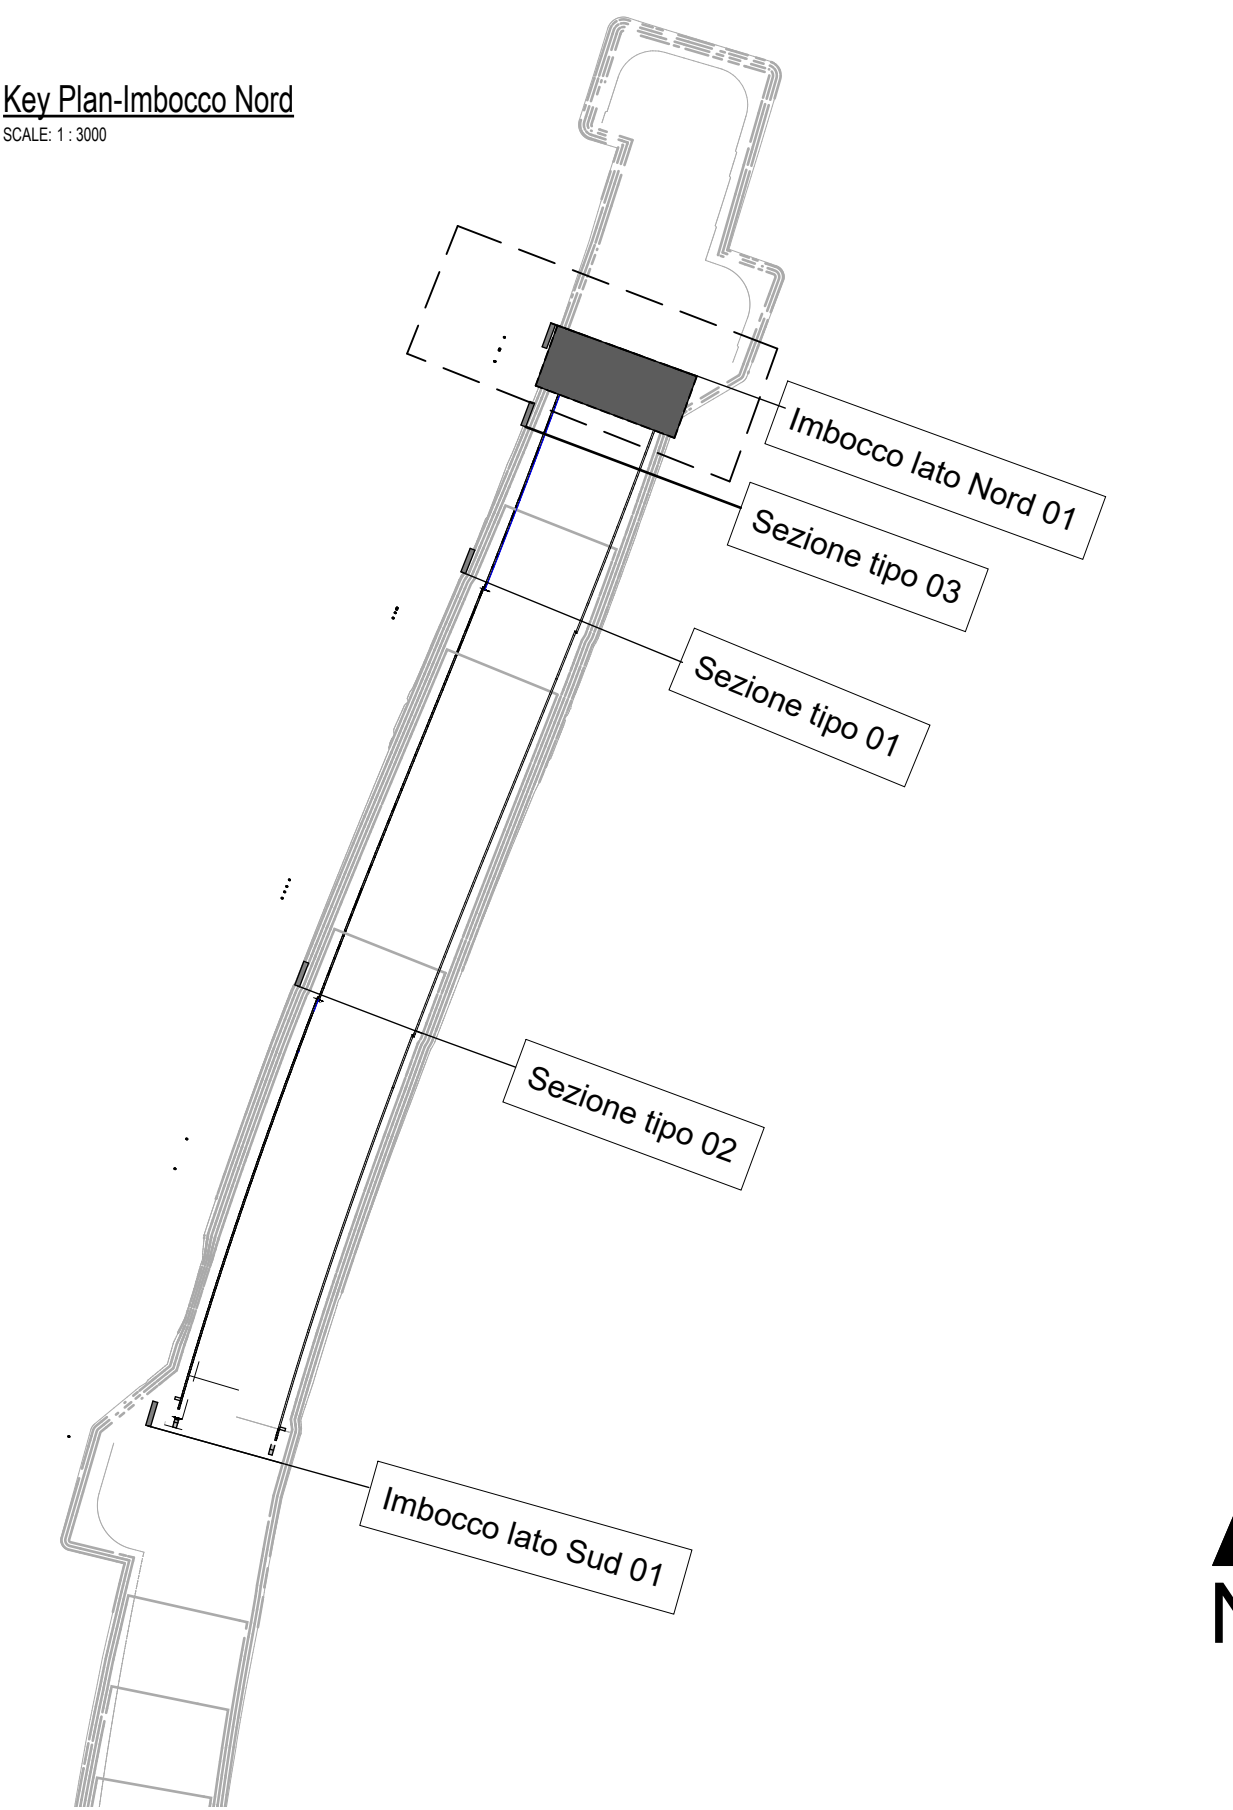 Key Plan-Imbocco Nord
SCALE: 1 : 3000
Imbocco lato Nord 01
Sezione tipo 03
Sezione tipo 01
Sezione tipo 02
Imbocco lato Sud 01